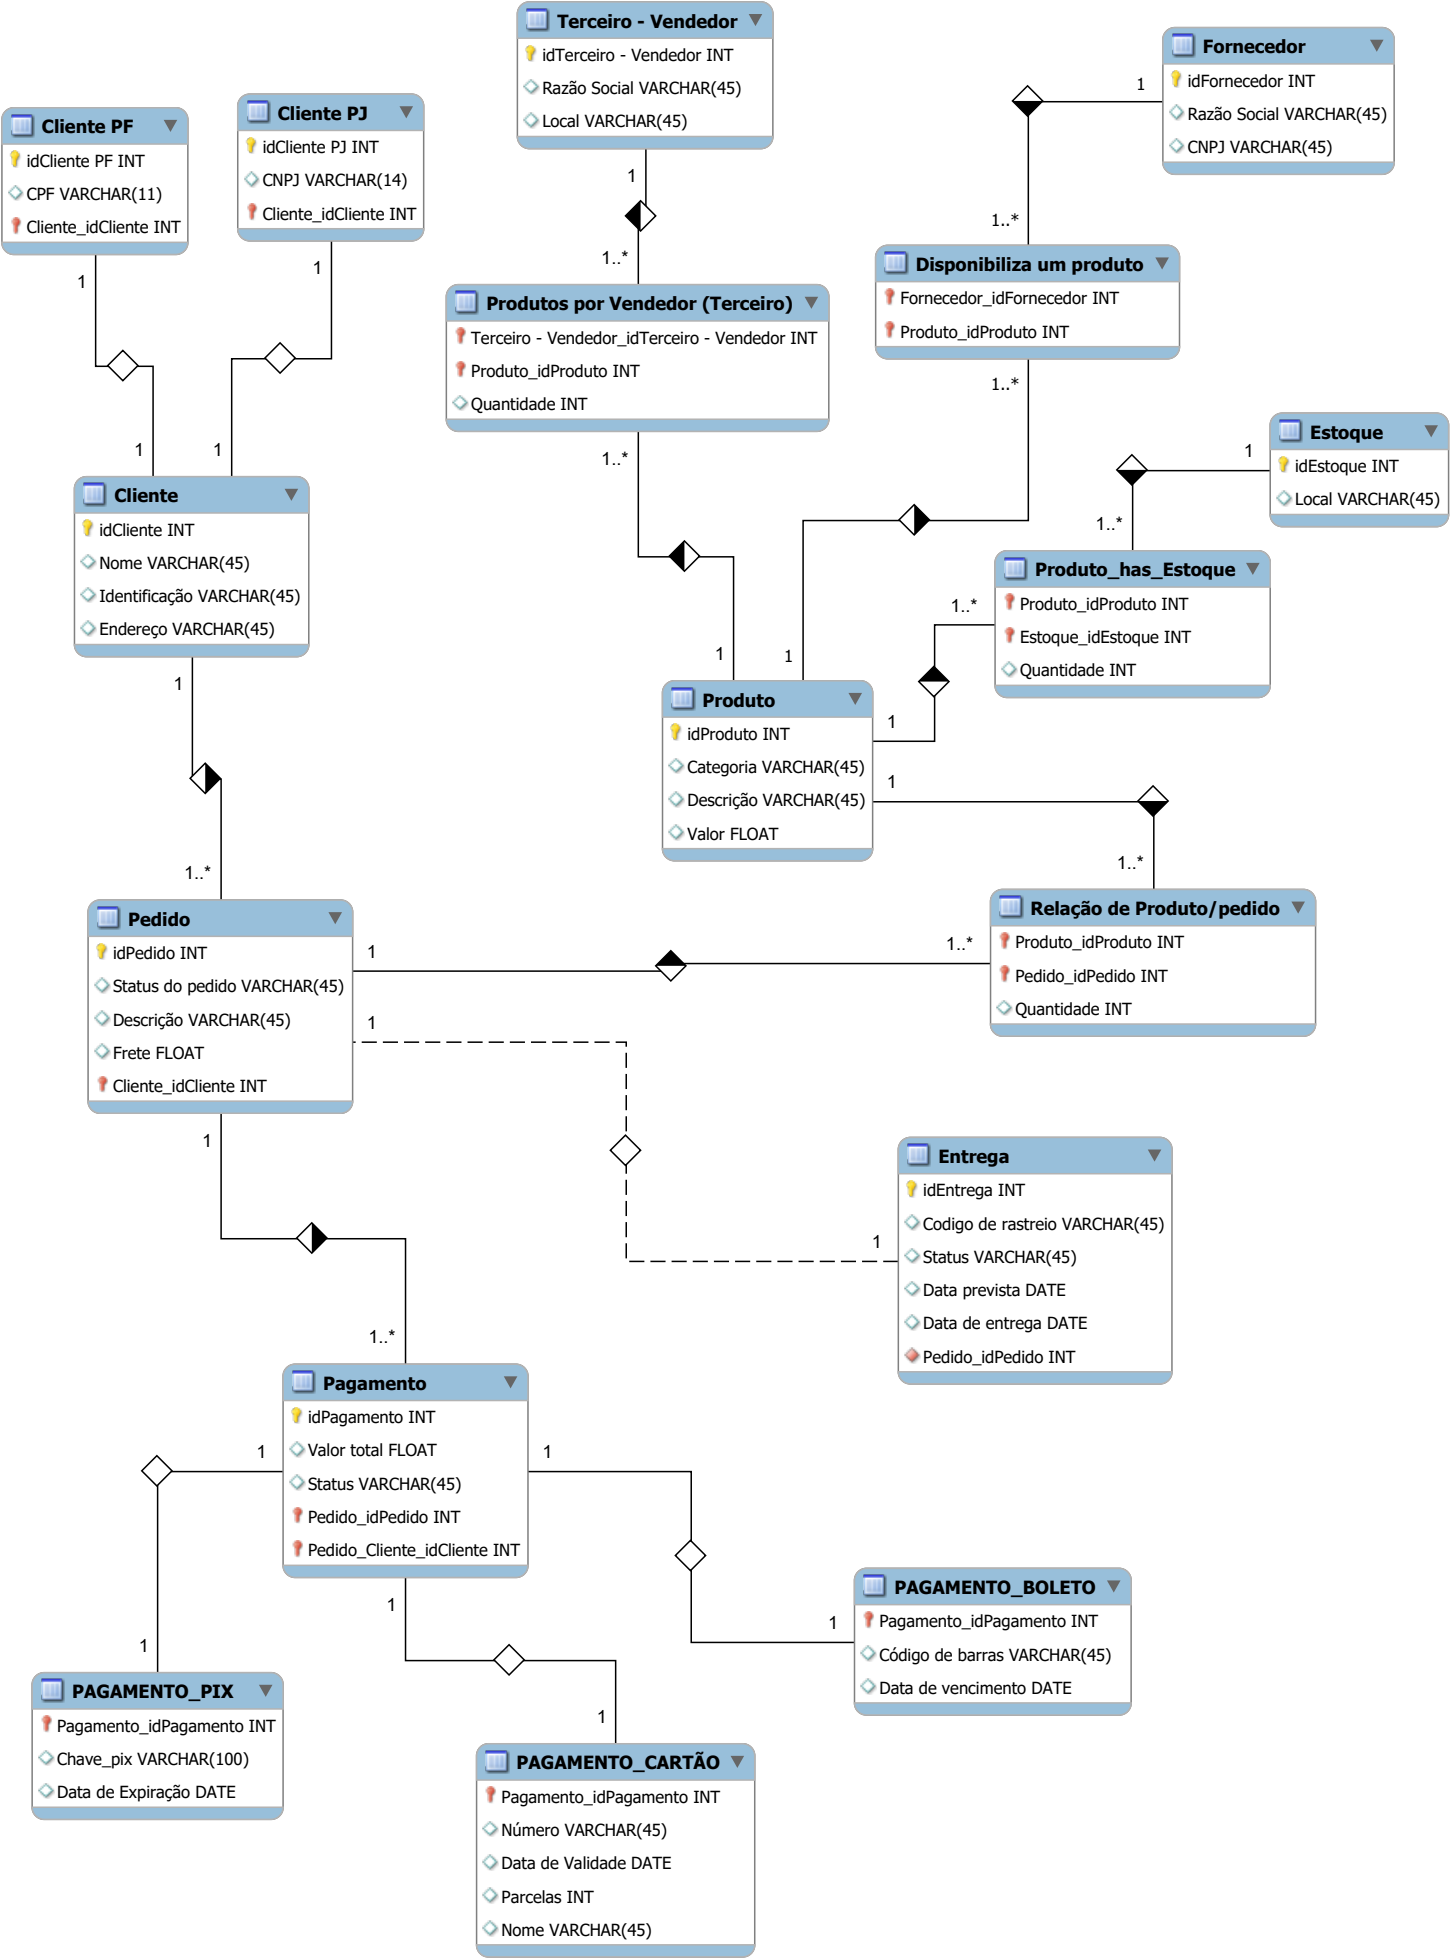 Terceiro - Vendedor
idTerceiro - Vendedor INT
Razão Social VARCHAR(45)
Local VARCHAR(45)
Fornecedor
idFornecedor INT
Razão Social VARCHAR(45)
CNPJ VARCHAR(45)
Cliente PF
idCliente PF INT
CPF VARCHAR(11)
Cliente_idCliente INT
Cliente PJ
idCliente PJ INT
CNPJ VARCHAR(14)
Cliente_idCliente INT
1
1
1..*
1
1..*
1
1
Disponibiliza um produto
Fornecedor_idFornecedor INT
Produto_idProduto INT
Produtos por Vendedor (Terceiro)
Terceiro - Vendedor_idTerceiro - Vendedor INT
Produto_idProduto INT
Quantidade INT
1..*
1..*
1
1
1
1..*
Estoque
idEstoque INT
Local VARCHAR(45)
Cliente
idCliente INT
Nome VARCHAR(45)
Identificação VARCHAR(45)
Endereço VARCHAR(45)
Produto_has_Estoque
Produto_idProduto INT
Estoque_idEstoque INT
Quantidade INT
1..*
1
1
1
Produto
idProduto INT
Categoria VARCHAR(45)
Descrição VARCHAR(45)
Valor FLOAT
1
1
1..*
1..*
Pedido
idPedido INT
Status do pedido VARCHAR(45)
Descrição VARCHAR(45)
Frete FLOAT
Cliente_idCliente INT
Relação de Produto/pedido
Produto_idProduto INT
Pedido_idPedido INT
Quantidade INT
1
1..*
1
1
1
Entrega
idEntrega INT
Codigo de rastreio VARCHAR(45)
Status VARCHAR(45)
Data prevista DATE
Data de entrega DATE
Pedido_idPedido INT
1..*
Pagamento
idPagamento INT
Valor total FLOAT
Status VARCHAR(45)
Pedido_idPedido INT
Pedido_Cliente_idCliente INT
1
1
1
1
1
1
PAGAMENTO_BOLETO
Pagamento_idPagamento INT
Código de barras VARCHAR(45)
Data de vencimento DATE
PAGAMENTO_PIX
Pagamento_idPagamento INT
Chave_pix VARCHAR(100)
Data de Expiração DATE
PAGAMENTO_CARTÃO
Pagamento_idPagamento INT
Número VARCHAR(45)
Data de Validade DATE
Parcelas INT
Nome VARCHAR(45)